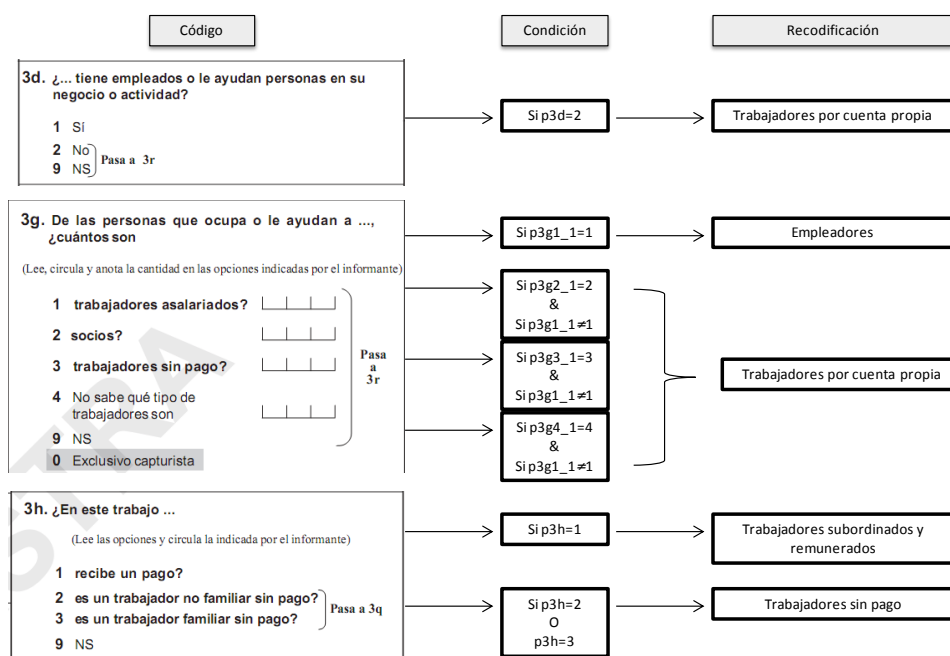 Código
Condición
Recodificación
3d. ¿... tiene empleados o le ayudan personas en su
negocio o actividad?
1 Sí
2 No
9 NS
Pasa a 3r
Si p3d=2
Trabajadores por cuenta propia
3g. De las personas que ocupa o le ayudan a ...,
¿cuántos son
(Lee, circula y anota la cantidad en las opciones indicadas por el informante)
1 trabajadores asalariados?
2 socios?
3 trabajadores sin pago?
4 No sabe qué tipo de
trabajadores son
9 NS
0 Exclusivo capturista
Pasa
a
3r
Si p3g1_1=1
Empleadores
Si p3g2_1=2
&
Si p3g1_1≠1
Si p3g3_1=3
&
Si p3g1_1≠1
Si p3g4_1=4
&
Si p3g1_1≠1
Trabajadores por cuenta propia
3h. ¿En este trabajo ...
(Lee las opciones y circula la indicada por el informante)
1 recibe un pago?
2 es un trabajador no familiar sin pago?
3 es un trabajador familiar sin pago?
9 NS
Pasa a 3q
Si p3h=1
Trabajadores subordinados y
remunerados
Si p3h=2
O
p3h=3
Trabajadores sin pago
STRA